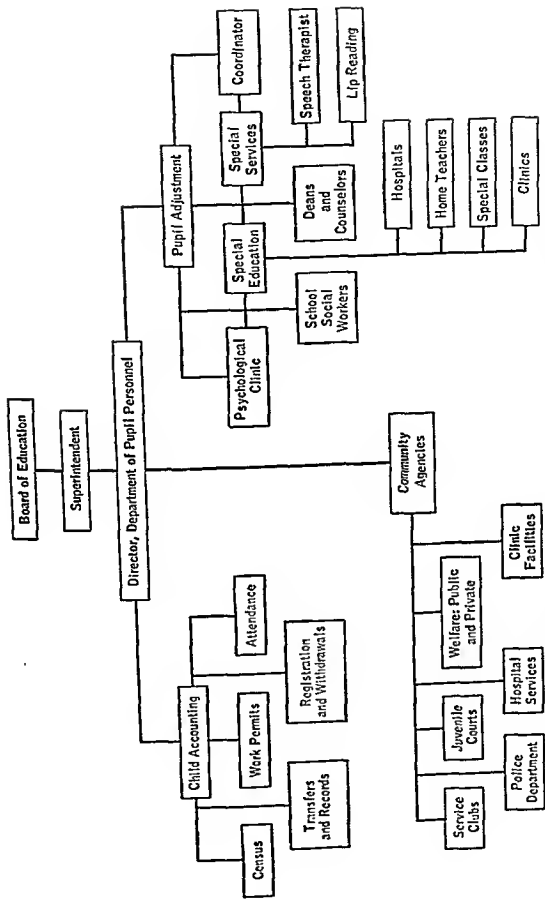 Board of Education
Superintendent
Director, Department of Pupil Personnel
Child Accounting
Census
Transfers
and Records
Work Permits
Registration
and Withdrawals
Attendance
Pupil Adjustment
Psychological
Clinic
School
Social
Workers
Special
Education
Deans
and
Counselors
Special
Services
Coordinator
Speech Therapist
Lip Reading
Hospitals
Home Teachers
Special Classes
Clinics
Community
Agencies
Service
Clubs
Police
Department
Juvenile
Courts
Hospital
Services
Welfare: Public
and Private
Clinic
Facilities